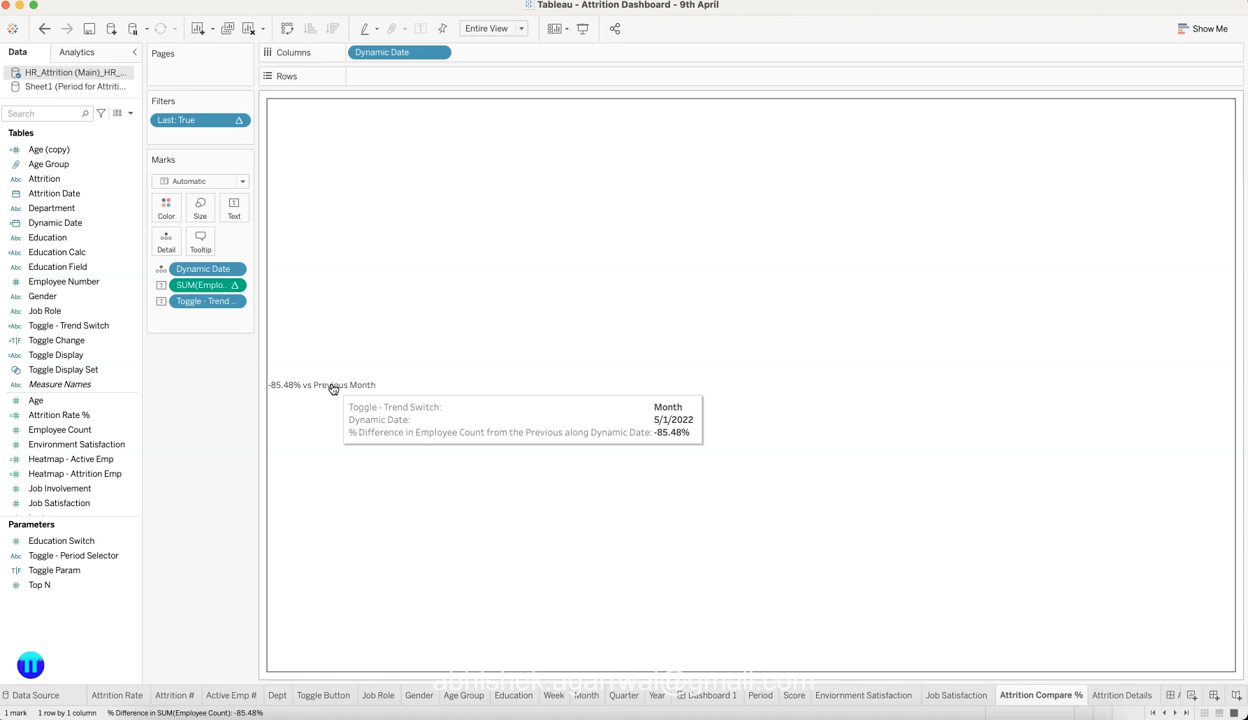 Tableau - Attrition Dashboard - 9th April
Entire View
Show Me
Data
Analytics
Pages
Columns
Dynamic Date
HR_Attrition (Main)_HR_...
Sheet1 (Period for Attriti...
Rows
Search
Filters
Last: True
Tables
Age (copy)
Age Group
Attrition
Attrition Date
Department
Dynamic Date
Education
Education Calc
Education Field
Employee Number
Gender
Job Role
Toggle - Trend Switch
Toggle Change
Toggle Display
Toggle Display Set
Measure Names
Age
Attrition Rate %
Employee Count
Environment Satisfaction
Heatmap - Active Emp
Heatmap - Attrition Emp
Job Involvement
Job Satisfaction
Parameters
Education Switch
Toggle - Period Selector
Toggle Param
Top N
Marks
Automatic
Color
Size
Text
Detail
Tooltip
Dynamic Date
SUM(Emplo..
Toggle - Trend ..
-85.48% vs Previous Month
Toggle - Trend Switch: Month
Dynamic Date: 5/1/2022
% Difference in Employee Count from the Previous along Dynamic Date: -85.48%
abhishek.agarrwal@gmail.com
Data Source
Attrition Rate
Attrition #
Active Emp #
Dept
Toggle Button
Job Role
Gender
Age Group
Education
Week
Month
Quarter
Year
Dashboard 1
Period
Score
Enviornment Satisfaction
Job Satisfaction
Attrition Compare %
Attrition Details
1 mark
1 row by 1 column
% Difference in SUM(Employee Count): -85.48%